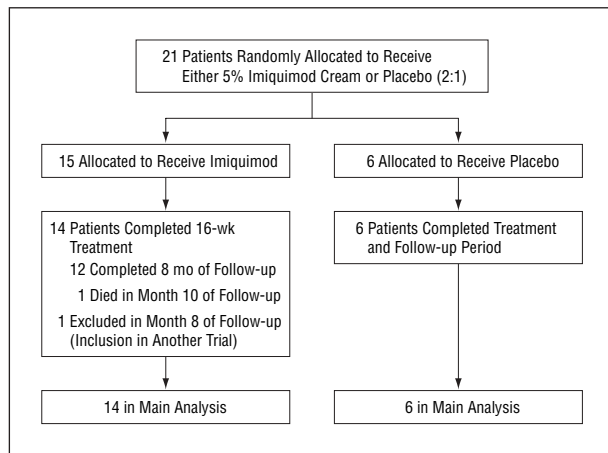 21 Patients Randomly Allocated to Receive
Either 5% Imiquimod Cream or Placebo (2:1)
15 Allocated to Receive Imiquimod
6 Allocated to Receive Placebo
14 Patients Completed 16-wk
Treatment
12 Completed 8 mo of Follow-up
1 Died in Month 10 of Follow-up
1 Excluded in Month 8 of Follow-up
(Inclusion in Another Trial)
6 Patients Completed Treatment
and Follow-up Period
14 in Main Analysis
6 in Main Analysis